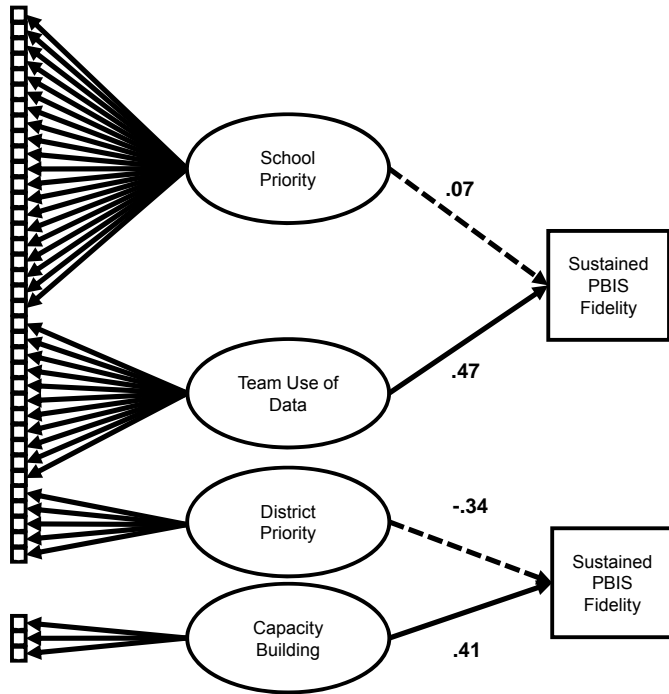 School
Priority
.07
Sustained
PBIS
Fidelity
Team Use of
Data
.47
District
Priority
-.34
Sustained
PBIS
Fidelity
Capacity
Building
.41